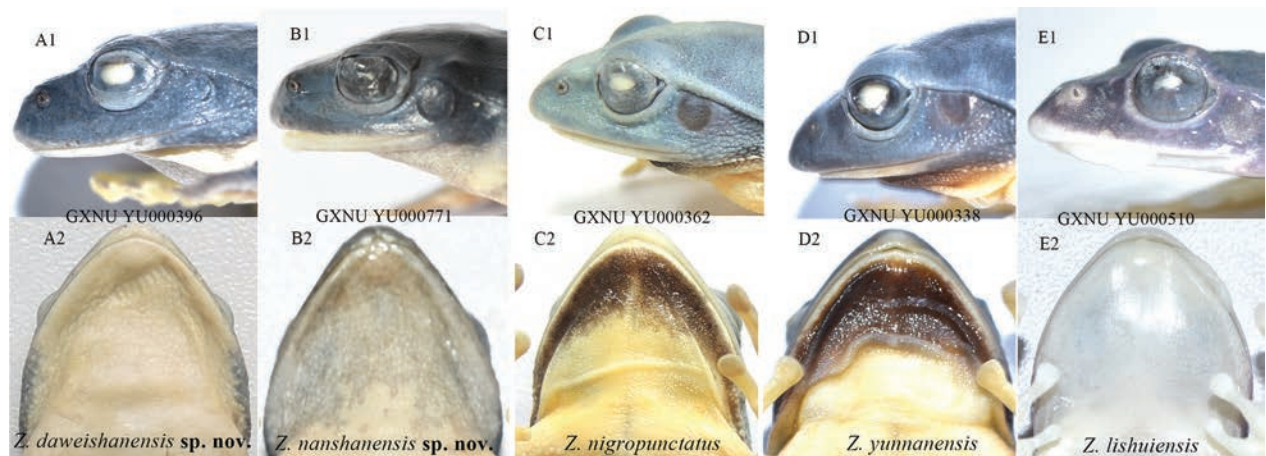 A1 B1 C1 D1 E1
GXNU YU000396 GXNU YU000771 GXNU YU000362 GXNU YU000338 GXNU YU000510
A2 B2 C2 D2 E2
Z. daweishanensis sp. nov. Z. nanshanensis sp. nov. Z. nigropunctatus Z. yunnanensis Z. lishuiensis